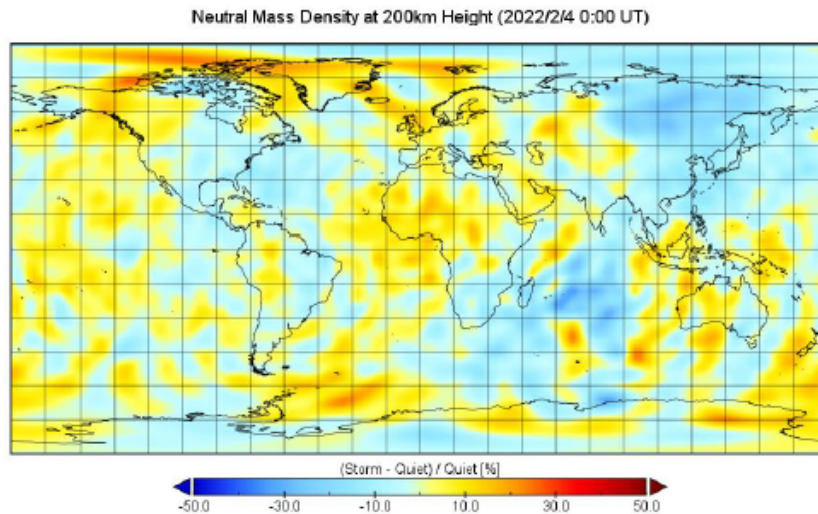 Neutral Mass Density at 200km Height (2022/2/4 0:00 UT)
(Storm - Quiet) / Quiet [%]
-50.0 -30.0 -10.0 10.0 30.0 50.0